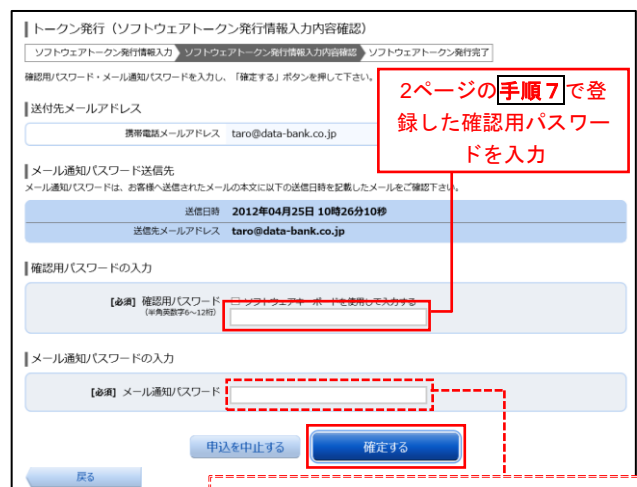 トークン発行（ソフトウェアトークン発行情報入力内容確認）
ソフトウェアトークン発行情報入力 ソフトウェアトークン発行情報入力内容確認 ソフトウェアトークン発行完了
確認用パスワード・メール通知パスワードを入力し、「確定する」ボタンを押して下さい。
2ページの手順７で登
録した確認用パスワー
ドを入力
送付先メールアドレス
携帯電話メールアドレス taro@data-bank.co.jp
メール通知パスワード送信先
メール通知パスワードは、お客様へ送信されたメールの本文に以下の送信日時を記載したメールをご確認下さい。
送信日時 2012年04月25日 10時26分10秒
送信先メールアドレス taro@data-bank.co.jp
確認用パスワードの入力
[必須] 確認用パスワード ソフトウェアキーボードを使用して入力する
(半角英数字6～12桁)
メール通知パスワードの入力
[必須] メール通知パスワード
申込を中止する 確定する
戻る